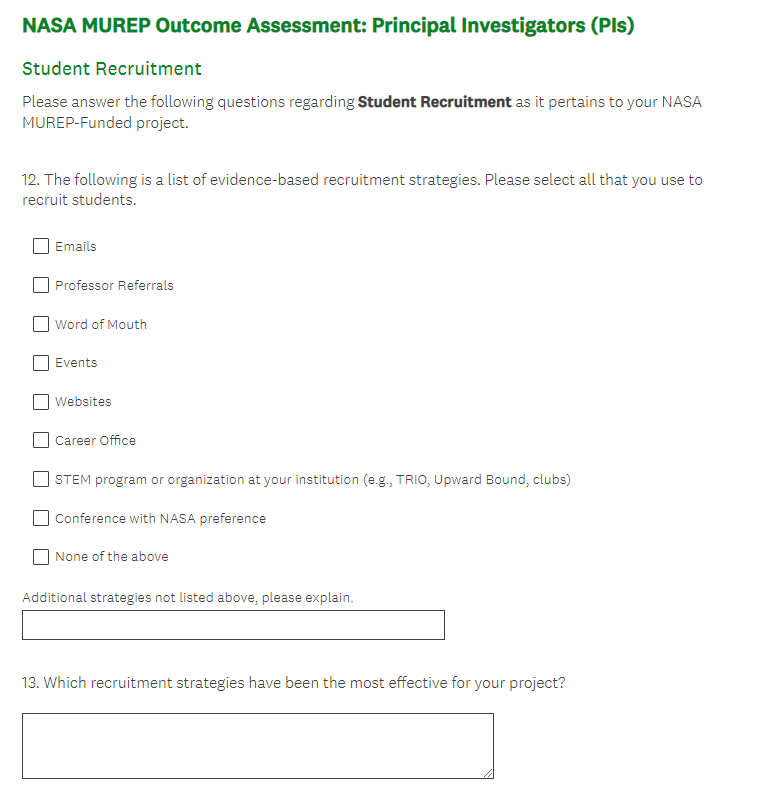 NASA MUREP Outcome Assessment: Principal Investigators (PIs)
Student Recruitment
Please answer the following questions regarding Student Recruitment as it pertains to your NASA
MUREP-Funded project.
12. The following is a list of evidence-based recruitment strategies. Please select all that you use to
recruit students.
Emails
Professor Referrals
Word of Mouth
Events
Websites
Career Office
STEM program or organization at your institution (e.g., TRIO, Upward Bound, clubs)
Conference with NASA preference
None of the above
Additional strategies not listed above, please explain.
13. Which recruitment strategies have been the most effective for your project?